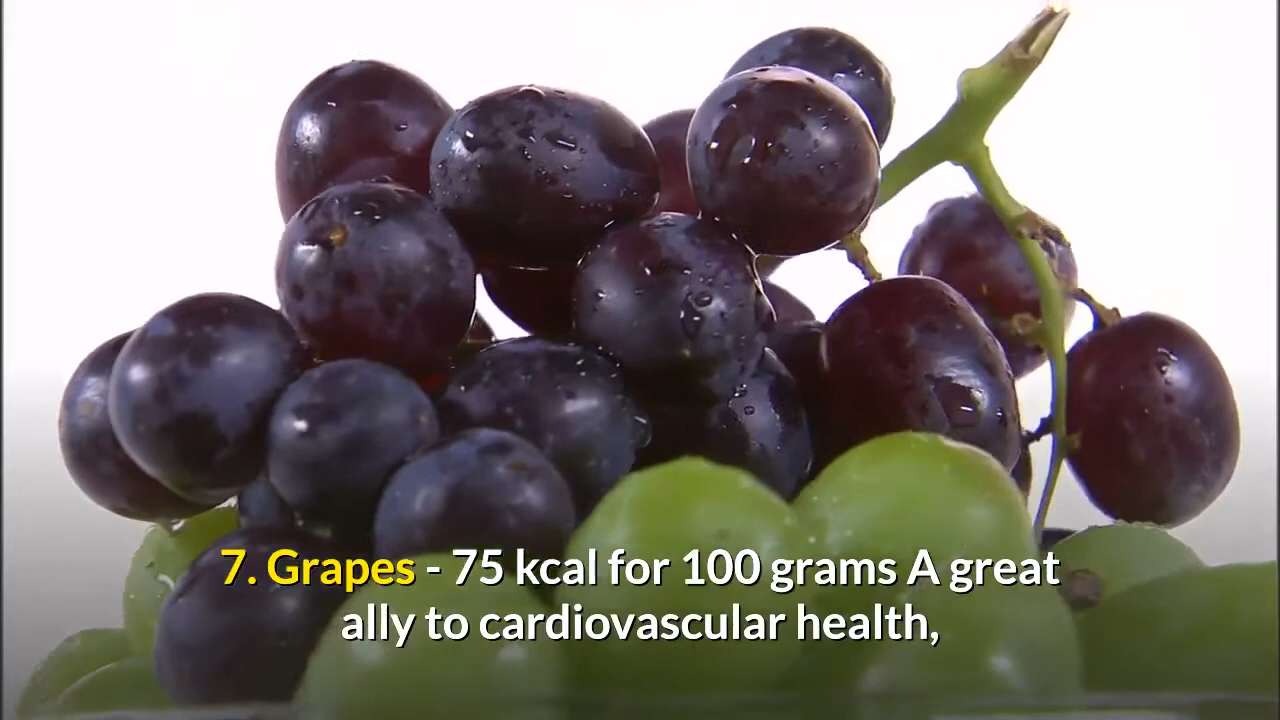 7. Grapes - 75 kcal for 100 grams A great
ally to cardiovascular health,